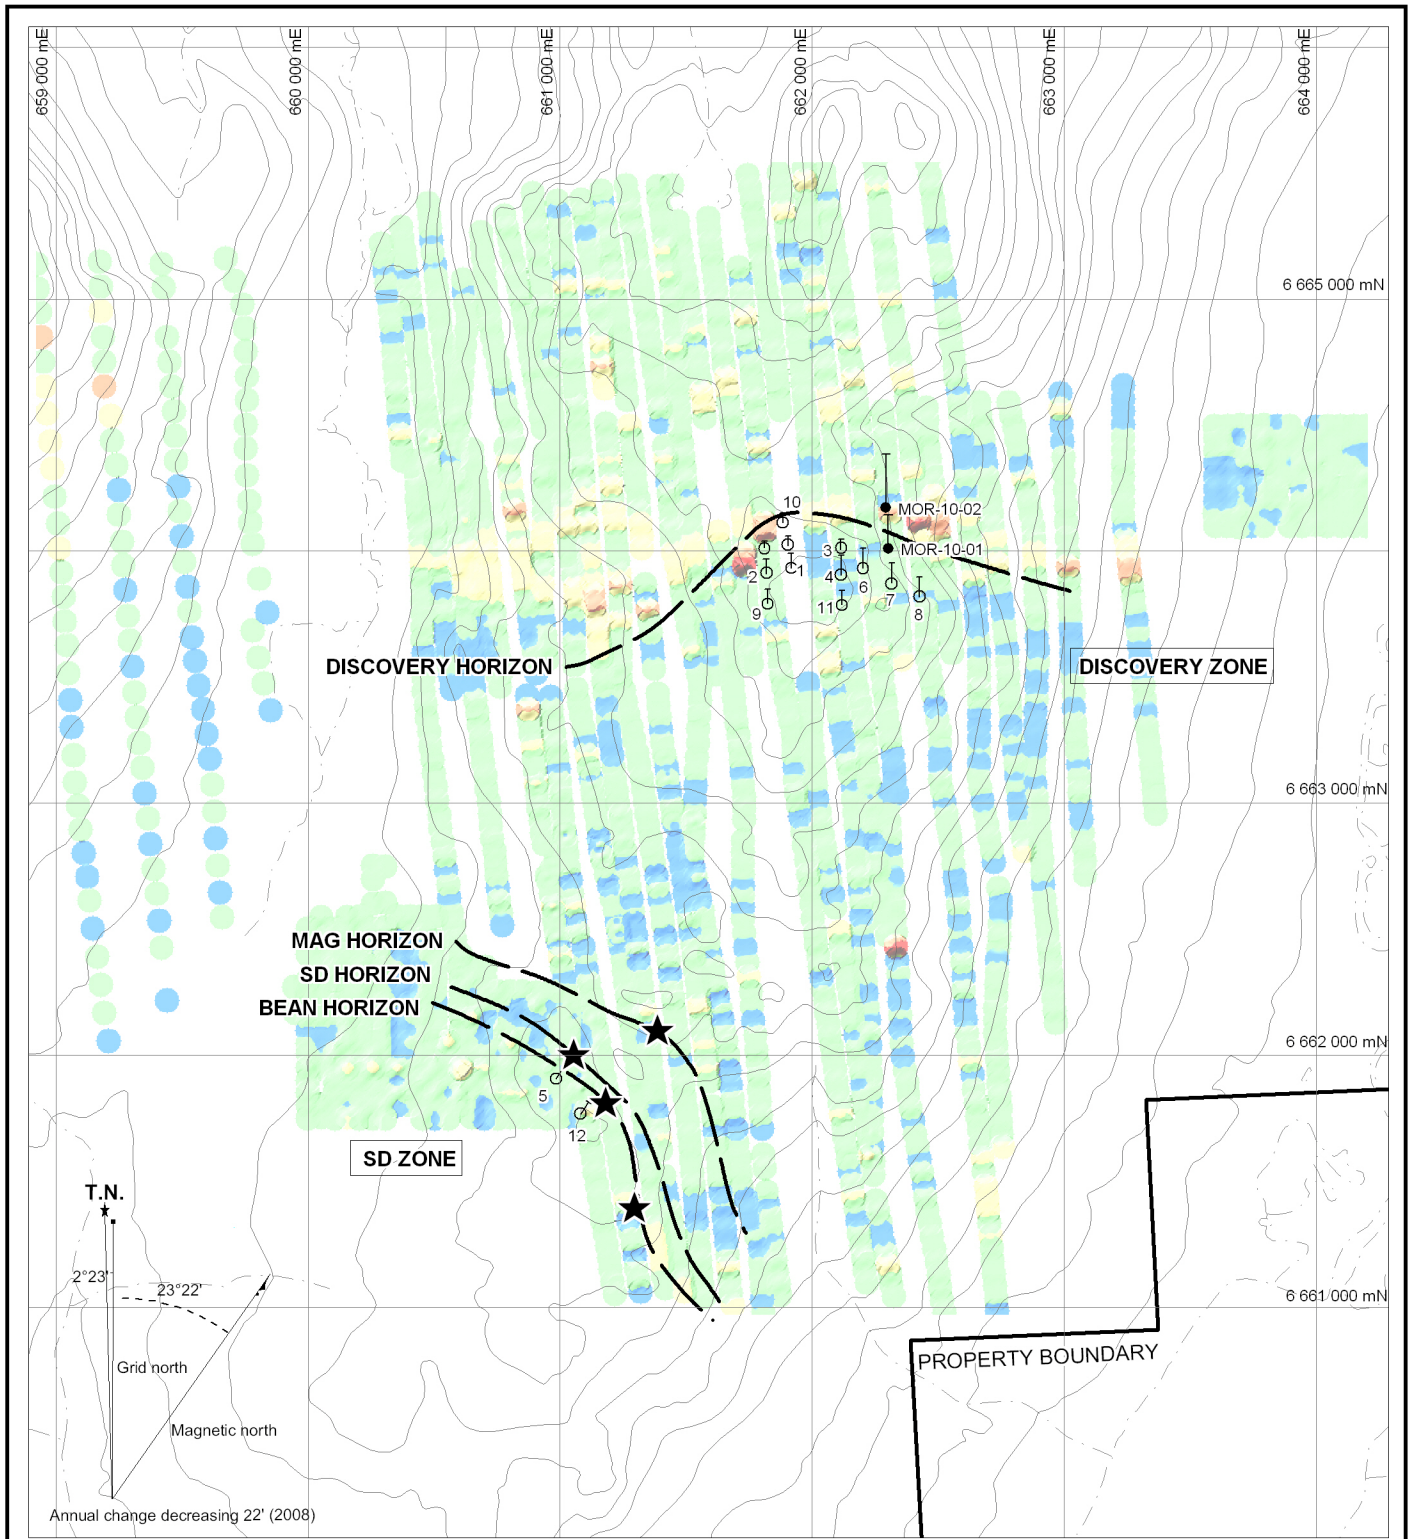 659 000 mE
660 000 mE
661 000 mE
662 000 mE
663 000 mE
664 000 mE
6 665 000 mN
10
MOR-10-02
3
MOR-10-01
2
1
4
6
7
9
11
8
DISCOVERY HORIZON
DISCOVERY ZONE
6 663 000 mN
MAG HORIZON
SD HORIZON
BEAN HORIZON
6 662 000 mN
5
12
SD ZONE
T.N.
2°23'
23°22'
6 661 000 mN
PROPERTY BOUNDARY
Grid north
Magnetic north
Annual change decreasing 22' (2008)